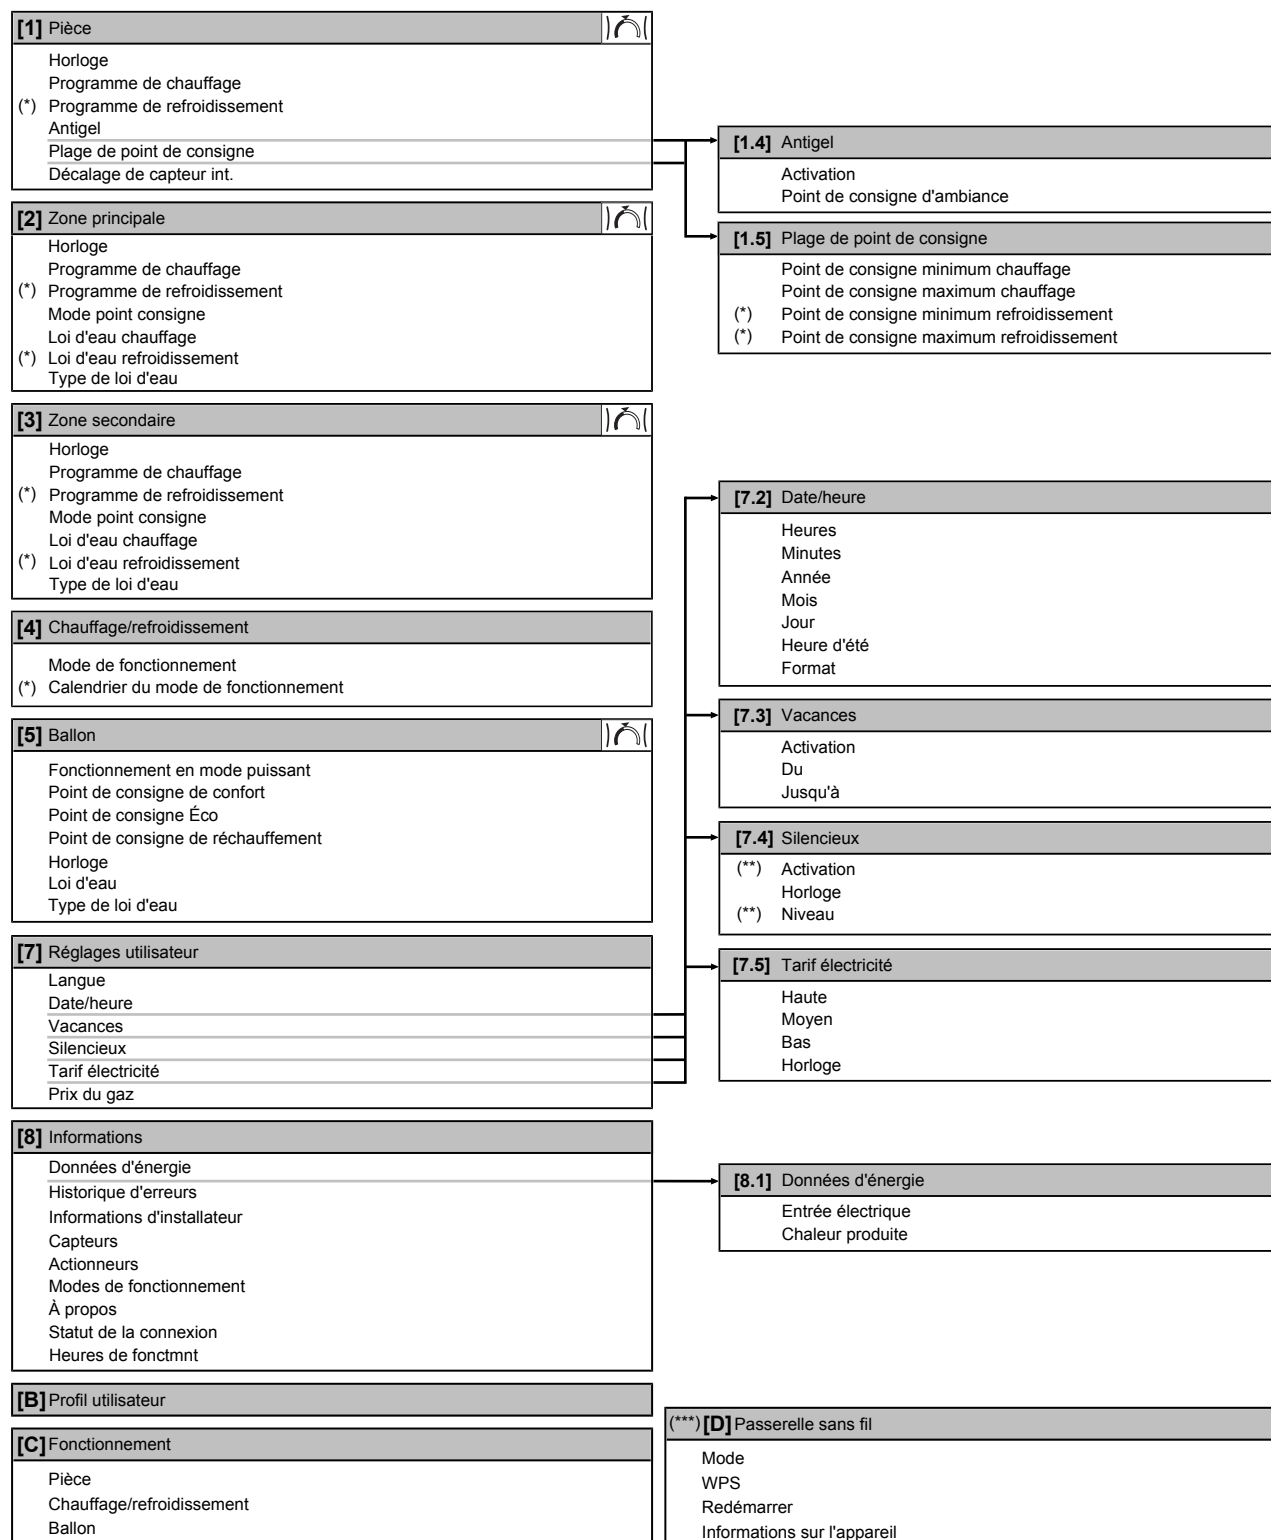 [1] Pièce
Horloge
Programme de chauffage
(*) Programme de refroidissement
Antigel
Plage de point de consigne
Décalage de capteur int.
[2] Zone principale
Horloge
Programme de chauffage
(*) Programme de refroidissement
Mode point consigne
Loi d'eau chauffage
(*) Loi d'eau refroidissement
Type de loi d'eau
[3] Zone secondaire
Horloge
Programme de chauffage
(*) Programme de refroidissement
Mode point consigne
Loi d'eau chauffage
(*) Loi d'eau refroidissement
Type de loi d'eau
[4] Chauffage/refroidissement
Mode de fonctionnement
(*) Calendrier du mode de fonctionnement
[5] Ballon
Fonctionnement en mode puissant
Point de consigne de confort
Point de consigne Éco
Point de consigne de réchauffement
Horloge
Loi d'eau
Type de loi d'eau
[7] Réglages utilisateur
Langue
Date/heure
Vacances
Silencieux
Tarif électricité
Prix du gaz
[8] Informations
Données d'énergie
Historique d'erreurs
Informations d'installateur
Capteurs
Actionneurs
Modes de fonctionnement
À propos
Statut de la connexion
Heures de fonctmnt
[B] Profil utilisateur
[C] Fonctionnement
Pièce
Chauffage/refroidissement
Ballon
[1.4] Antigel
Activation
Point de consigne d'ambiance
[1.5] Plage de point de consigne
Point de consigne minimum chauffage
Point de consigne maximum chauffage
(*) Point de consigne minimum refroidissement
(*) Point de consigne maximum refroidissement
[7.2] Date/heure
Heures
Minutes
Année
Mois
Jour
Heure d'été
Format
[7.3] Vacances
Activation
Du
Jusqu'à
[7.4] Silencieux
(**) Activation
Horloge
(**) Niveau
[7.5] Tarif électricité
Haute
Moyen
Bas
Horloge
[8.1] Données d'énergie
Entrée électrique
Chaleur produite
(***) [D] Passerelle sans fil
Mode
WPS
Redémarrer
Informations sur l'appareil